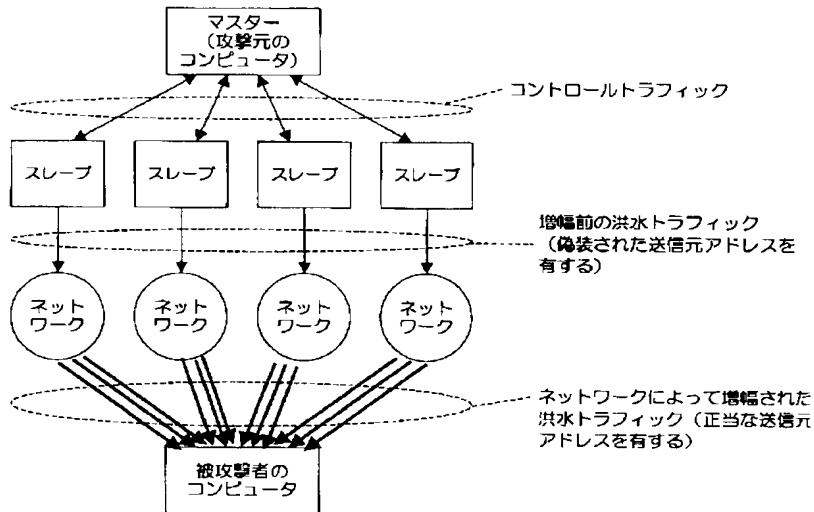 マスター
（攻撃元の
コンピュータ）
コントロールトラフィック
スレーブ
スレーブ
スレーブ
スレーブ
増幅前の洪水トラフィック
（偽装された送信元アドレスを
有する）
ネット
ワーク
ネット
ワーク
ネット
ワーク
ネット
ワーク
ネットワークによって増幅された
洪水トラフィック（正当な送信元
アドレスを有する）
被攻撃者の
コンピュータ